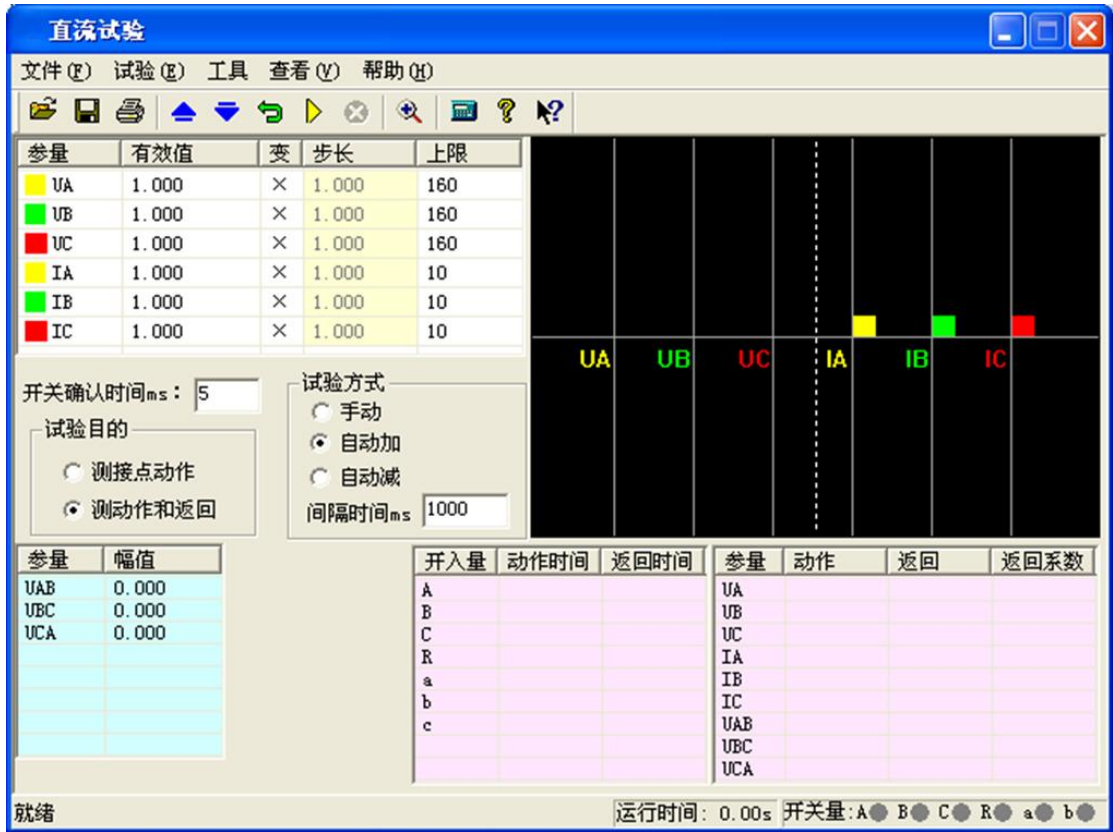 直流试验
文件(F) 试验(E) 工具 查看(V) 帮助(H)
参量 有效值 变 步长 上限
UA 1.000 × 1.000 160
UB 1.000 × 1.000 160
UC 1.000 × 1.000 160
IA 1.000 × 1.000 10
IB 1.000 × 1.000 10
IC 1.000 × 1.000 10
UA UB UC IA IB IC
开关确认时间ms: 5
试验目的
测接点动作
测动作和返回
试验方式
手动
自动加
自动减
间隔时间ms 1000
参量 幅值
UAB 0.000
UBC 0.000
UCA 0.000
开入量 动作时间 返回时间
A
B
C
R
a
b
c
参量 动作 返回 返回系数
UA
UB
UC
IA
IB
IC
UAB
UBC
UCA
就绪 运行时间: 0.00s 开关量:A B C R a b